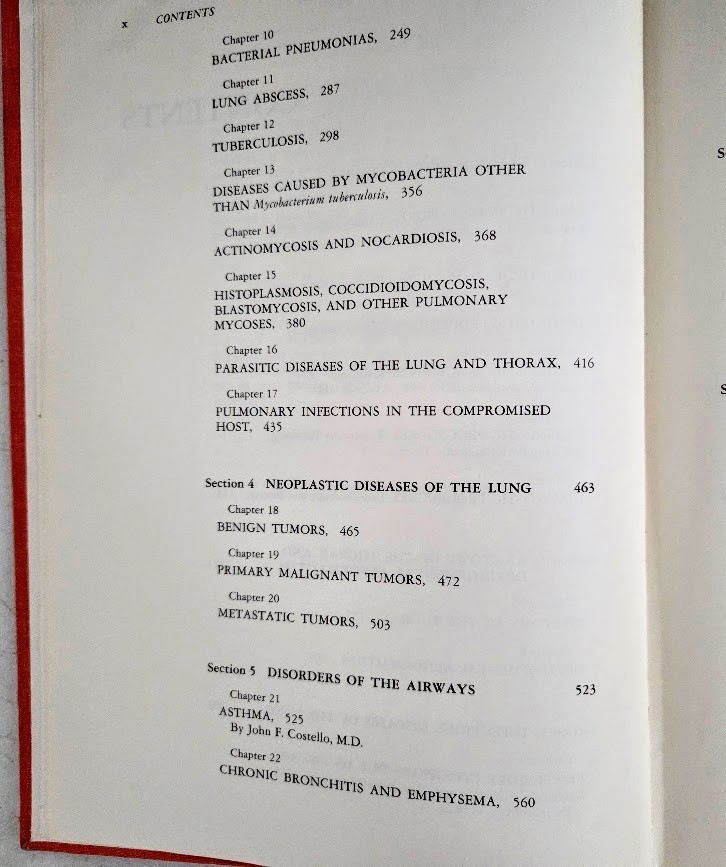 x CONTENTS
Chapter 10
BACTERIAL PNEUMONIAS, 249
Chapter 11
LUNG ABSCESS, 287
Chapter 12
TUBERCULOSIS, 298
Chapter 13
DISEASES CAUSED BY MYCOBACTERIA OTHER
THAN Mycobacterium tuberculosis, 356
Chapter 14
ACTINOMYCOSIS AND NOCARDIOSIS, 368
Chapter 15
HISTOPLASMOSIS, COCCIDIOIDOMYCOSIS,
BLASTOMYCOSIS, AND OTHER PULMONARY
MYCOSES, 380
Chapter 16
PARASITIC DISEASES OF THE LUNG AND THORAX, 416
Chapter 17
PULMONARY INFECTIONS IN THE COMPROMISED
HOST, 435
Section 4 NEOPLASTIC DISEASES OF THE LUNG 463
Chapter 18
BENIGN TUMORS, 465
Chapter 19
PRIMARY MALIGNANT TUMORS, 472
Chapter 20
METASTATIC TUMORS, 503
Section 5 DISORDERS OF THE AIRWAYS 523
Chapter 21
ASTHMA, 525
By John F. Costello, M.D.
Chapter 22
CHRONIC BRONCHITIS AND EMPHYSEMA, 560